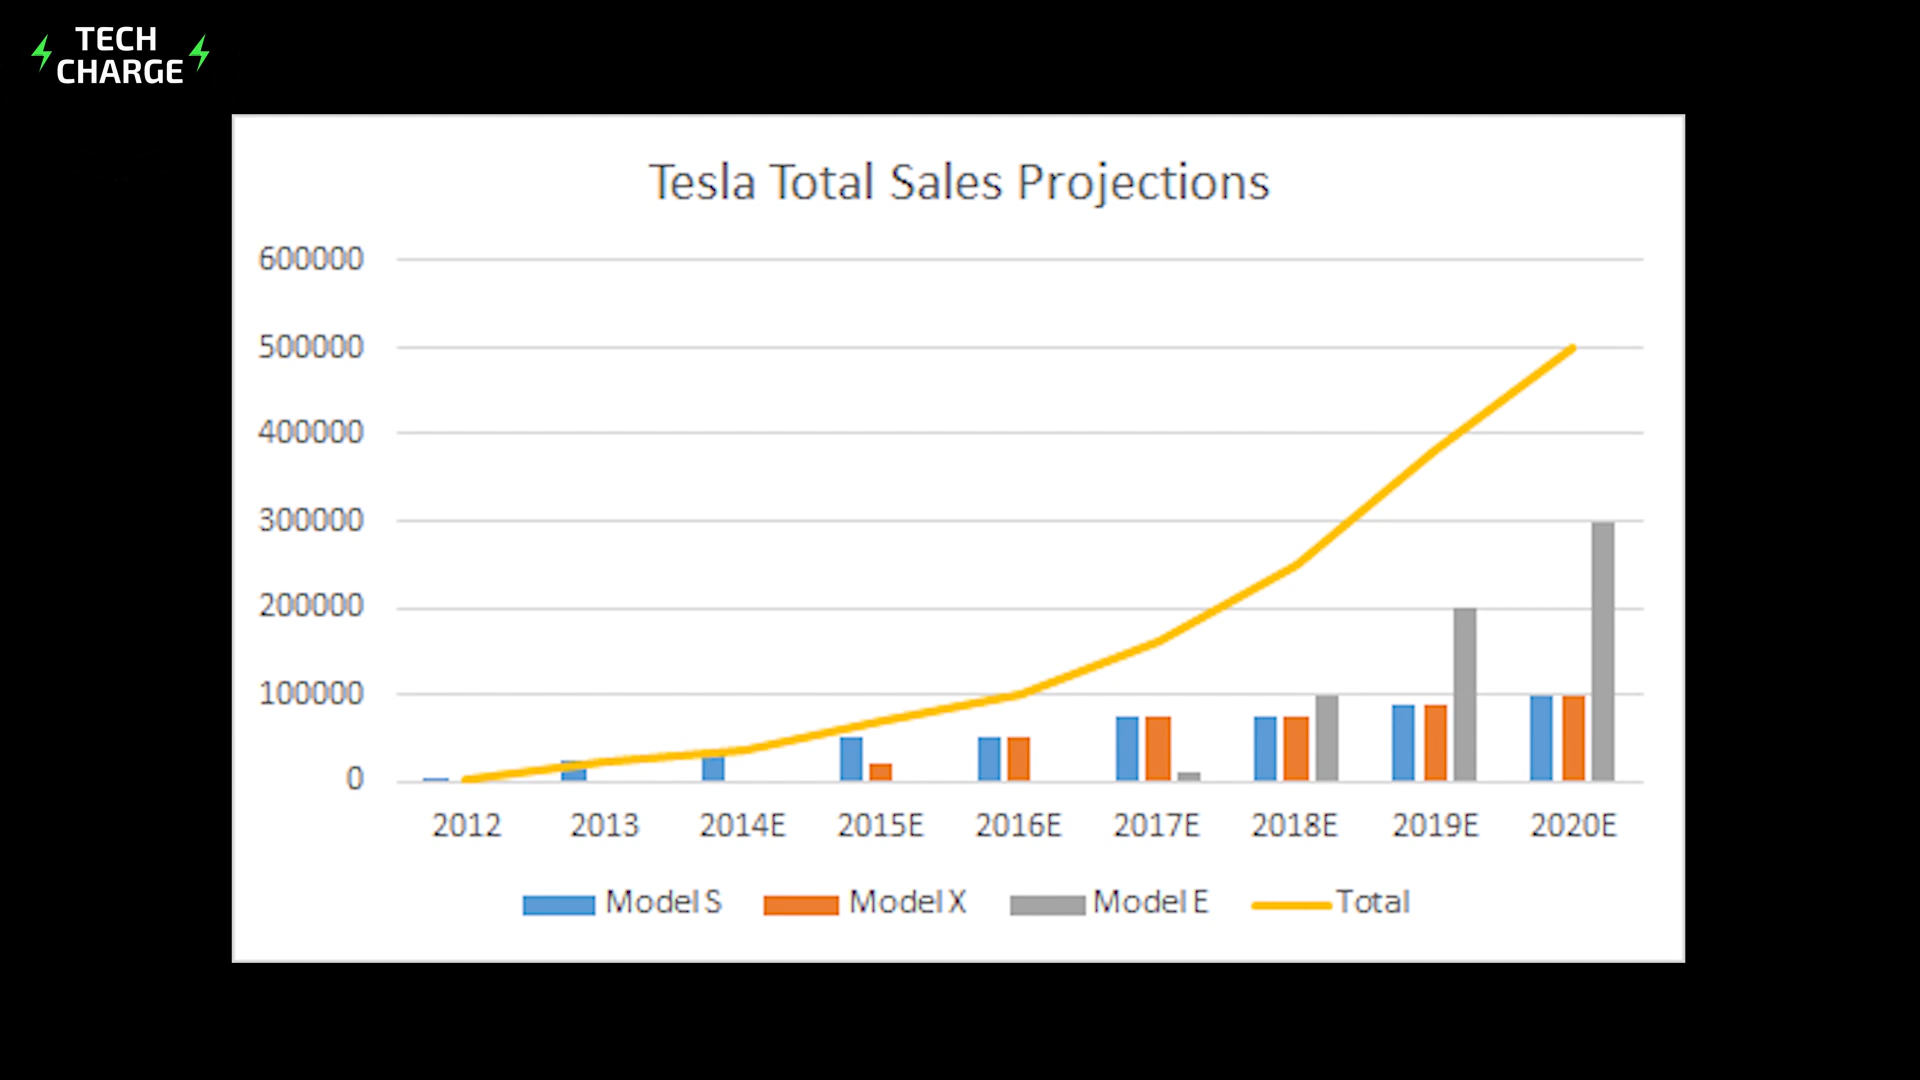 TECH
CHARGE
Tesla Total Sales Projections
600000
500000
400000
300000
200000
100000
0
2012 2013 2014E 2015E 2016E 2017E 2018E 2019E 2020E
Model S Model X Model E Total